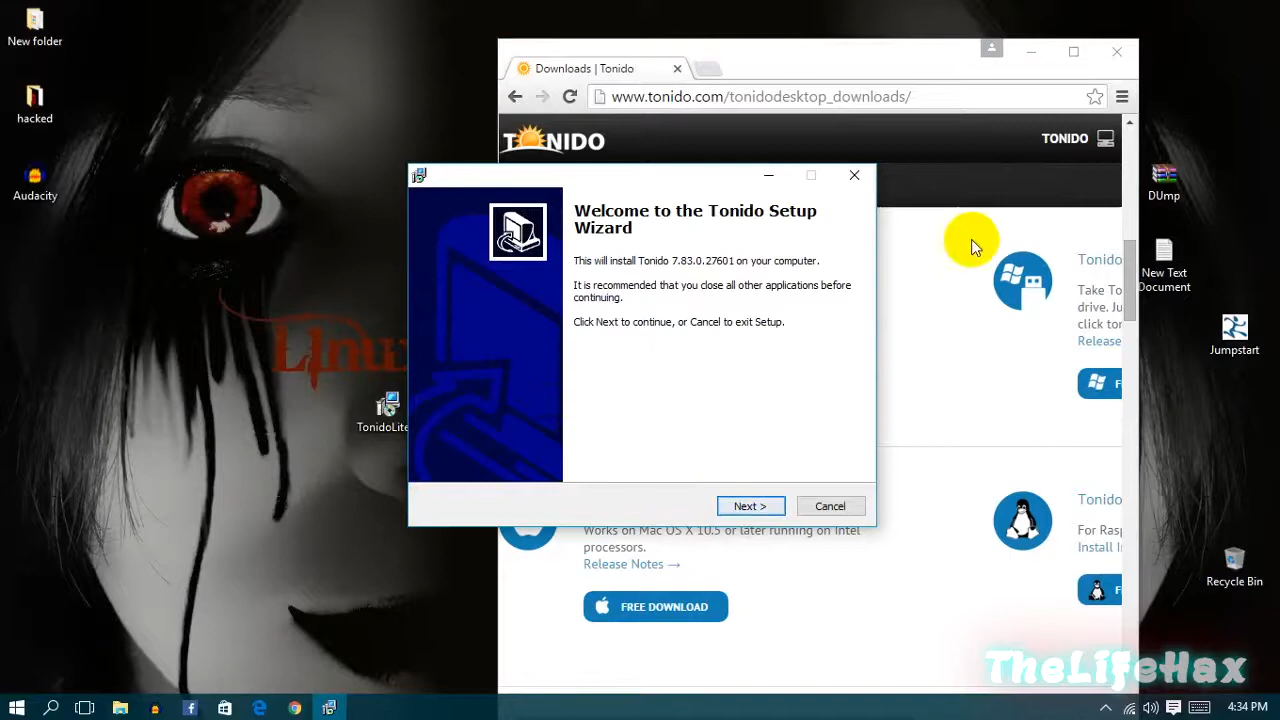 New folder
hacked
Audacity
Linux
TonidoLite
Downloads | Tonido
www.tonido.com/tonidodesktop_downloads/
TONIDO
TONIDO
Welcome to the Tonido Setup
Wizard
This will install Tonido 7.83.0.27601 on your computer.
It is recommended that you close all other applications before
continuing.
Click Next to continue, or Cancel to exit Setup.
Next >
Cancel
Tonido
Take To
drive. Ju
click ton
Release
F
Works on Mac OS X 10.5 or later running on Intel
processors.
Release Notes →
FREE DOWNLOAD
Tonido
For Rasp
Install In
F
DUmp
New Text
Document
Jumpstart
Recycle Bin
TheLifeHax
4:34 PM